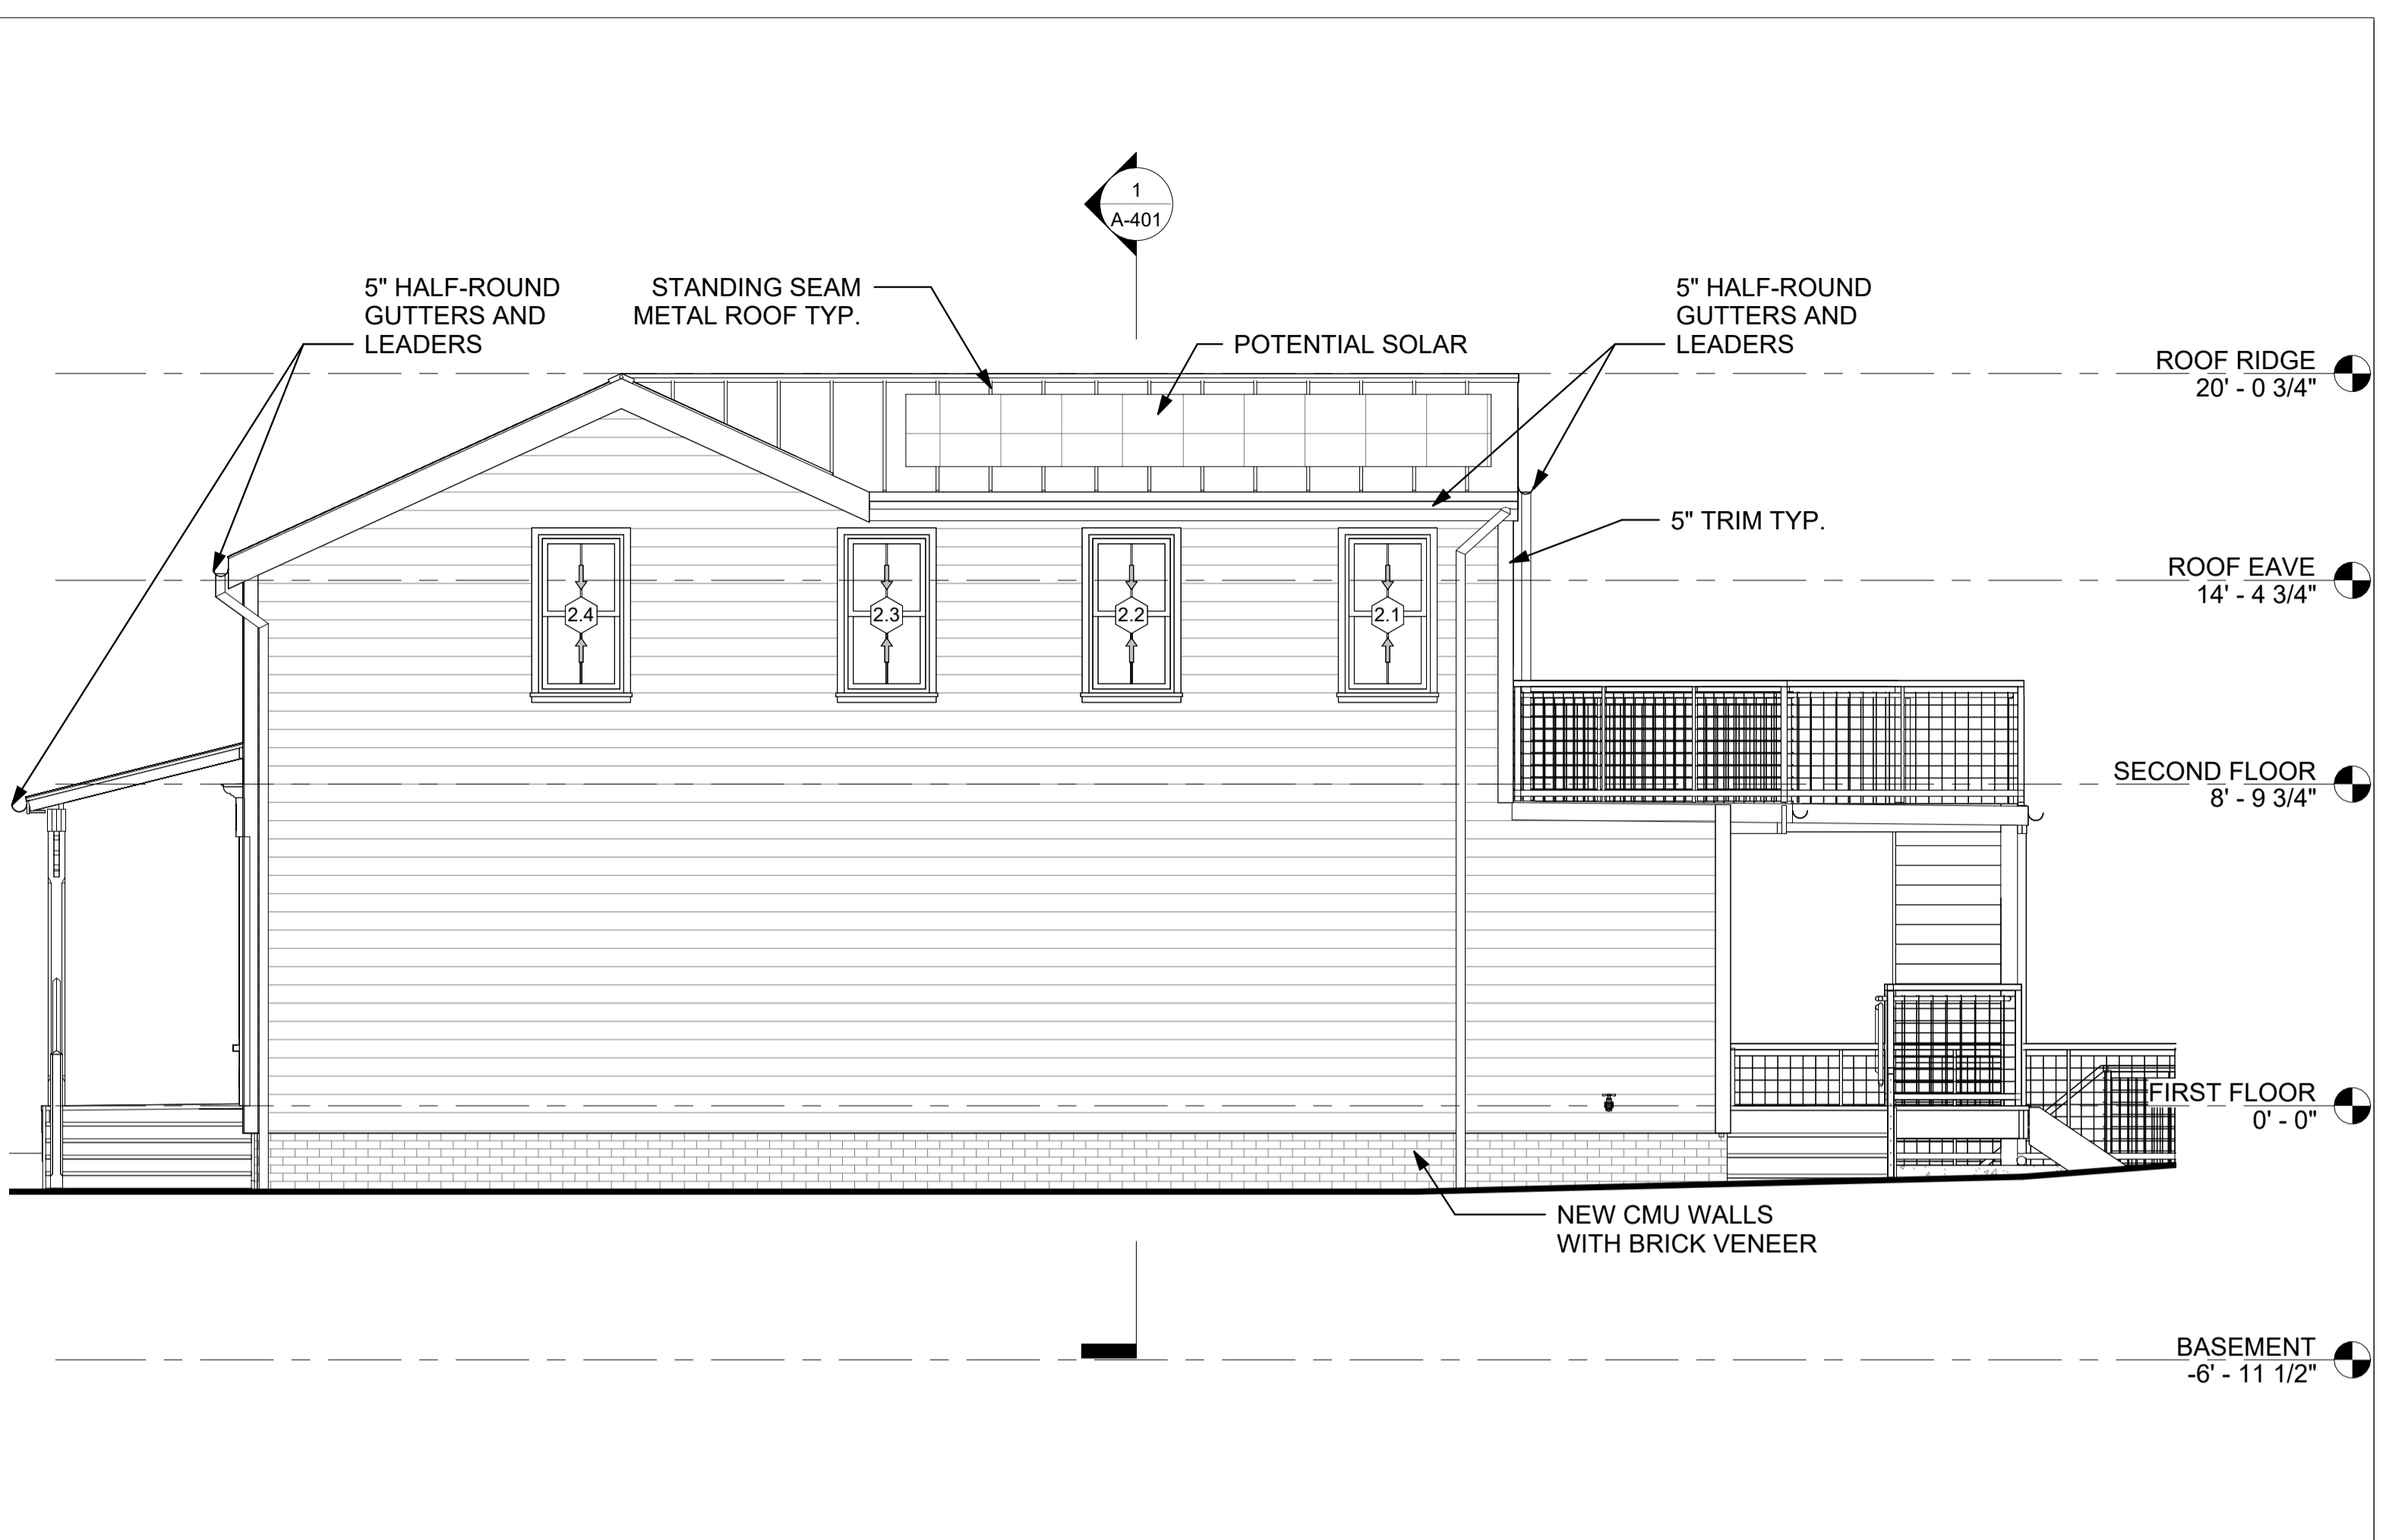 1
A-401
5" HALF-ROUND
GUTTERS AND
LEADERS
STANDING SEAM
METAL ROOF TYP.
POTENTIAL SOLAR
5" HALF-ROUND
GUTTERS AND
LEADERS
ROOF RIDGE
20' - 0 3/4"
5" TRIM TYP.
ROOF EAVE
14' - 4 3/4"
2.4
2.3
2.2
2.1
SECOND FLOOR
8' - 9 3/4"
FIRST FLOOR
0' - 0"
NEW CMU WALLS
WITH BRICK VENEER
BASEMENT
-6' - 11 1/2"